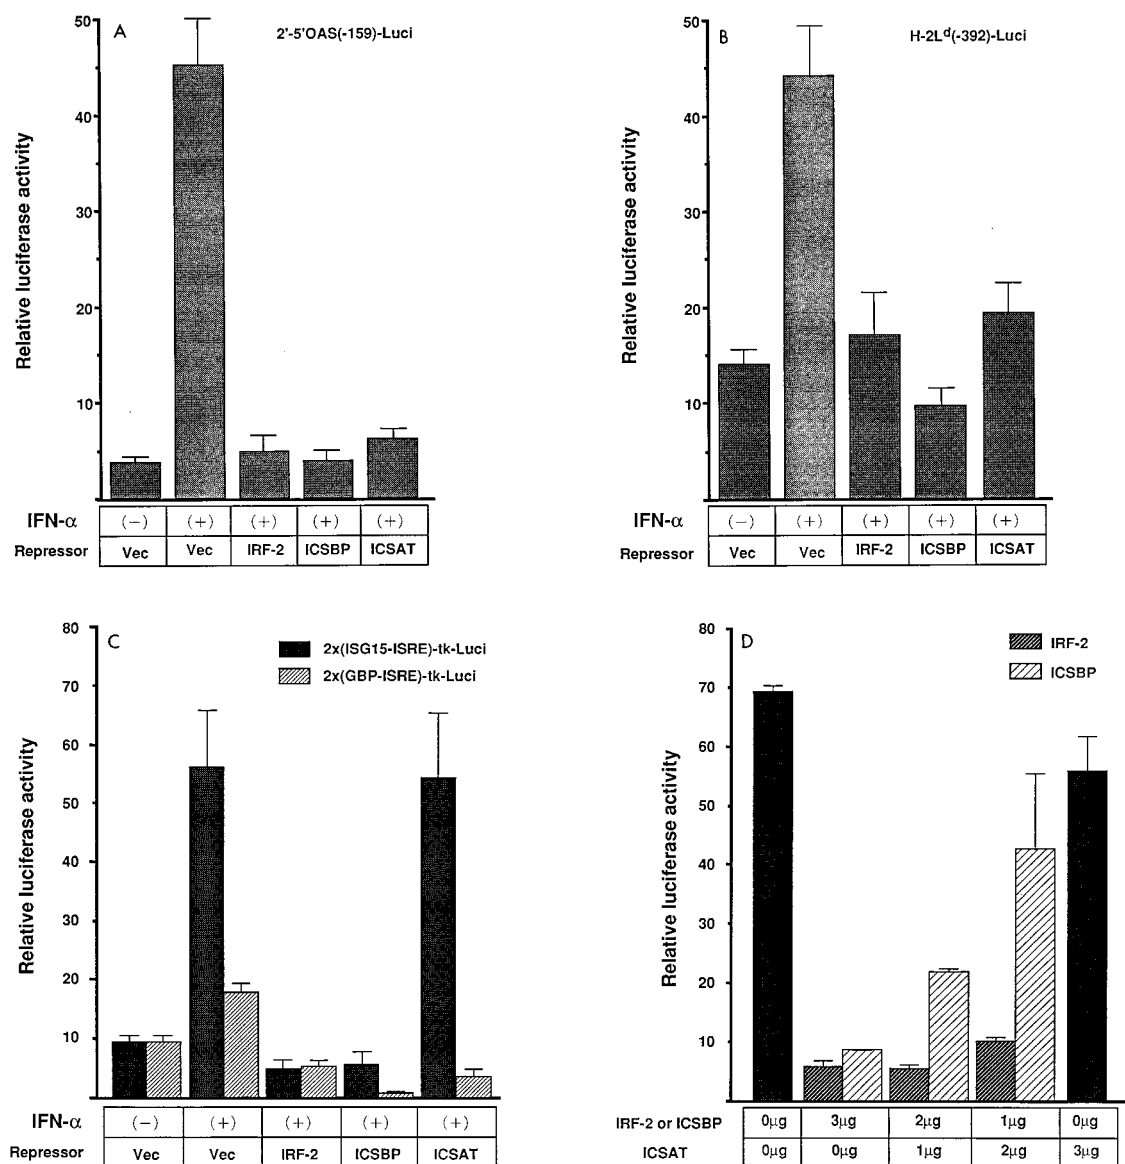 A
2'-5'OAS(-159)-Luci
50
40
30
20
10
Relative luciferase activity
IFN-α (-) (+) (+) (+) (+)
Repressor Vec Vec IRF-2 ICSBP ICSAT
B
H-2Lᵈ(-392)-Luci
50
40
30
20
10
Relative luciferase activity
IFN-α (-) (+) (+) (+) (+)
Repressor Vec Vec IRF-2 ICSBP ICSAT
C
2x(ISG15-ISRE)-tk-Luci
2x(GBP-ISRE)-tk-Luci
80
70
60
50
40
30
20
10
Relative luciferase activity
IFN-α (-) (+) (+) (+) (+)
Repressor Vec Vec IRF-2 ICSBP ICSAT
D
IRF-2
ICSBP
80
70
60
50
40
30
20
10
Relative luciferase activity
IRF-2 or ICSBP 0µg 3µg 2µg 1µg 0µg
ICSAT 0µg 0µg 1µg 2µg 3µg